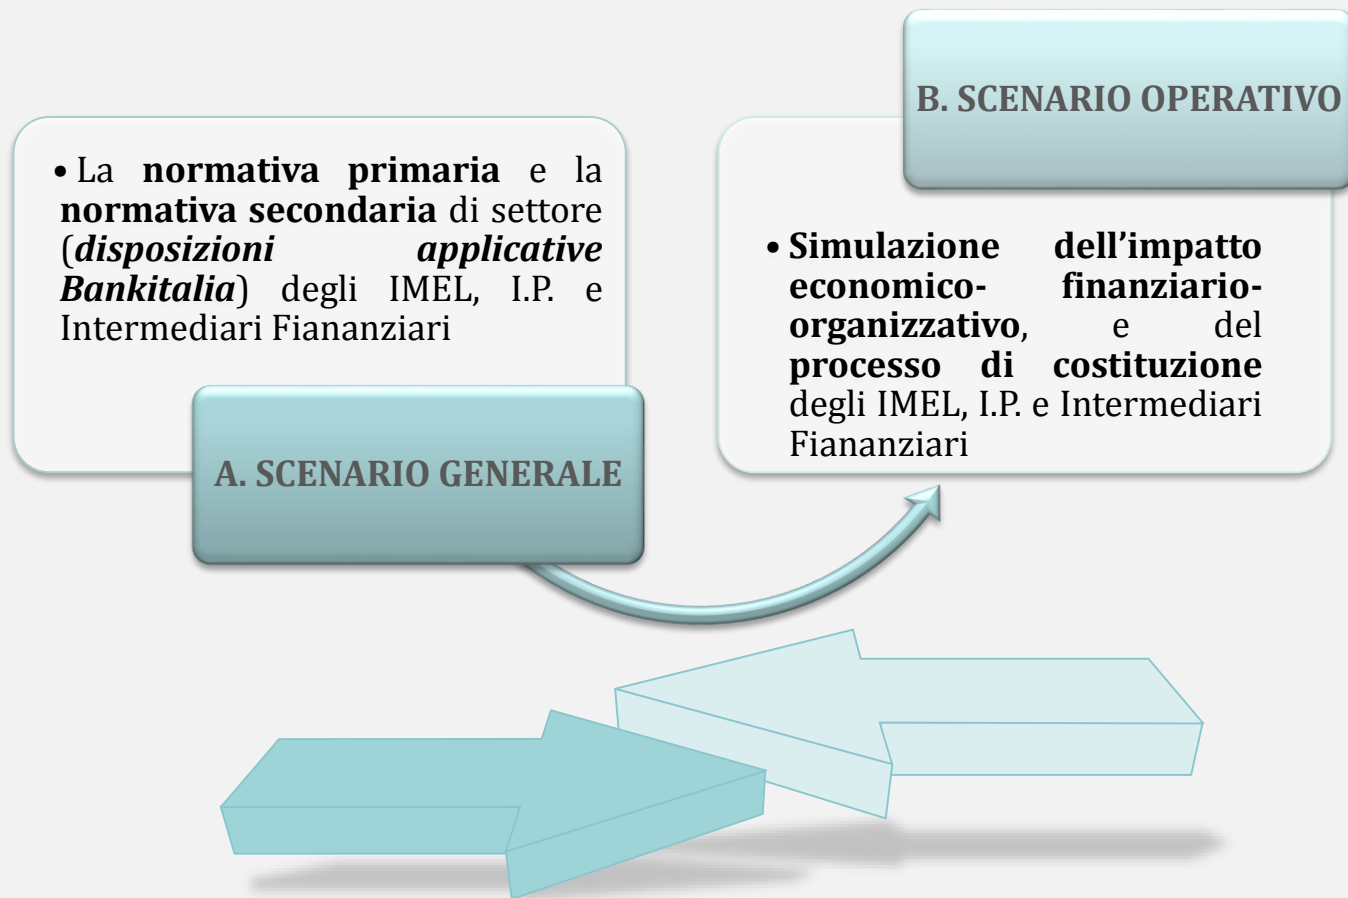 • La normativa primaria e la
normativa secondaria di settore
(disposizioni applicative
Bankitalia) degli IMEL, I.P. e
Intermediari Fiananziari
A. SCENARIO GENERALE
B. SCENARIO OPERATIVO
• Simulazione dell’impatto
economico- finanziario-
organizzativo, e del
processo di costituzione
degli IMEL, I.P. e Intermediari
Fiananziari